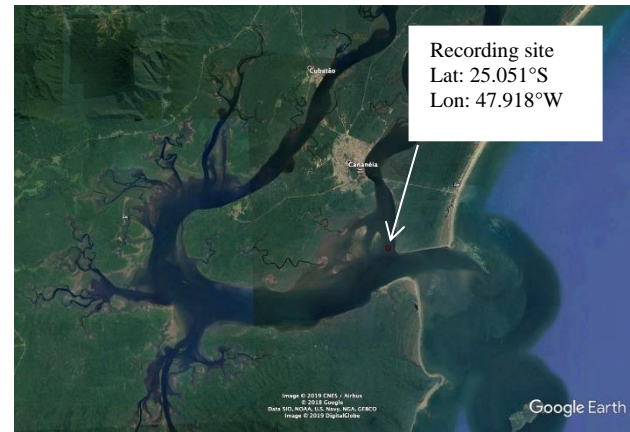 Recording site
Lat: 25.051°S
Lon: 47.918°W
Cubatão
Cananéia
Image © 2019 CNES / Airbus
© 2018 Google
Data SIO, NOAA, U.S. Navy, NGA, GEBCO
Image © 2019 DigitalGlobe
Google Earth